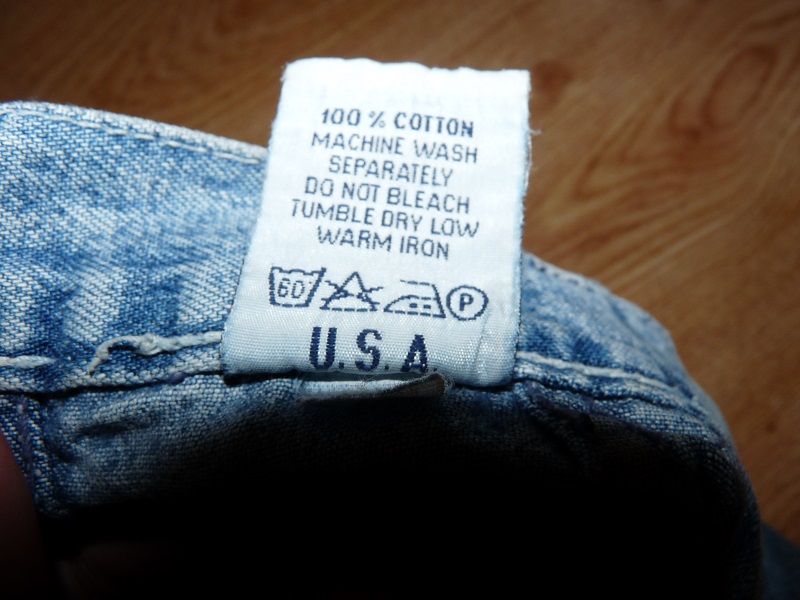 100 % COTTON
MACHINE WASH
SEPARATELY
DO NOT BLEACH
TUMBLE DRY LOW
WARM IRON
60 P
U.S.A.